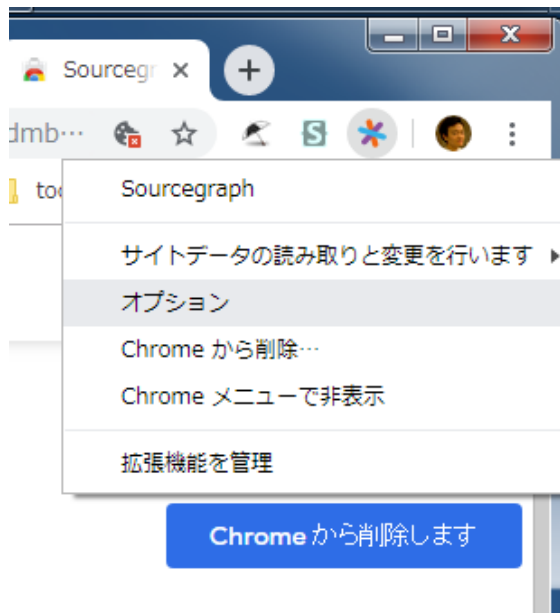 Sourcegr
dmb…
too
Sourcegraph
サイトデータの読み取りと変更を行います
オプション
Chrome から削除…
Chrome メニューで非表示
拡張機能を管理
Chrome から削除します